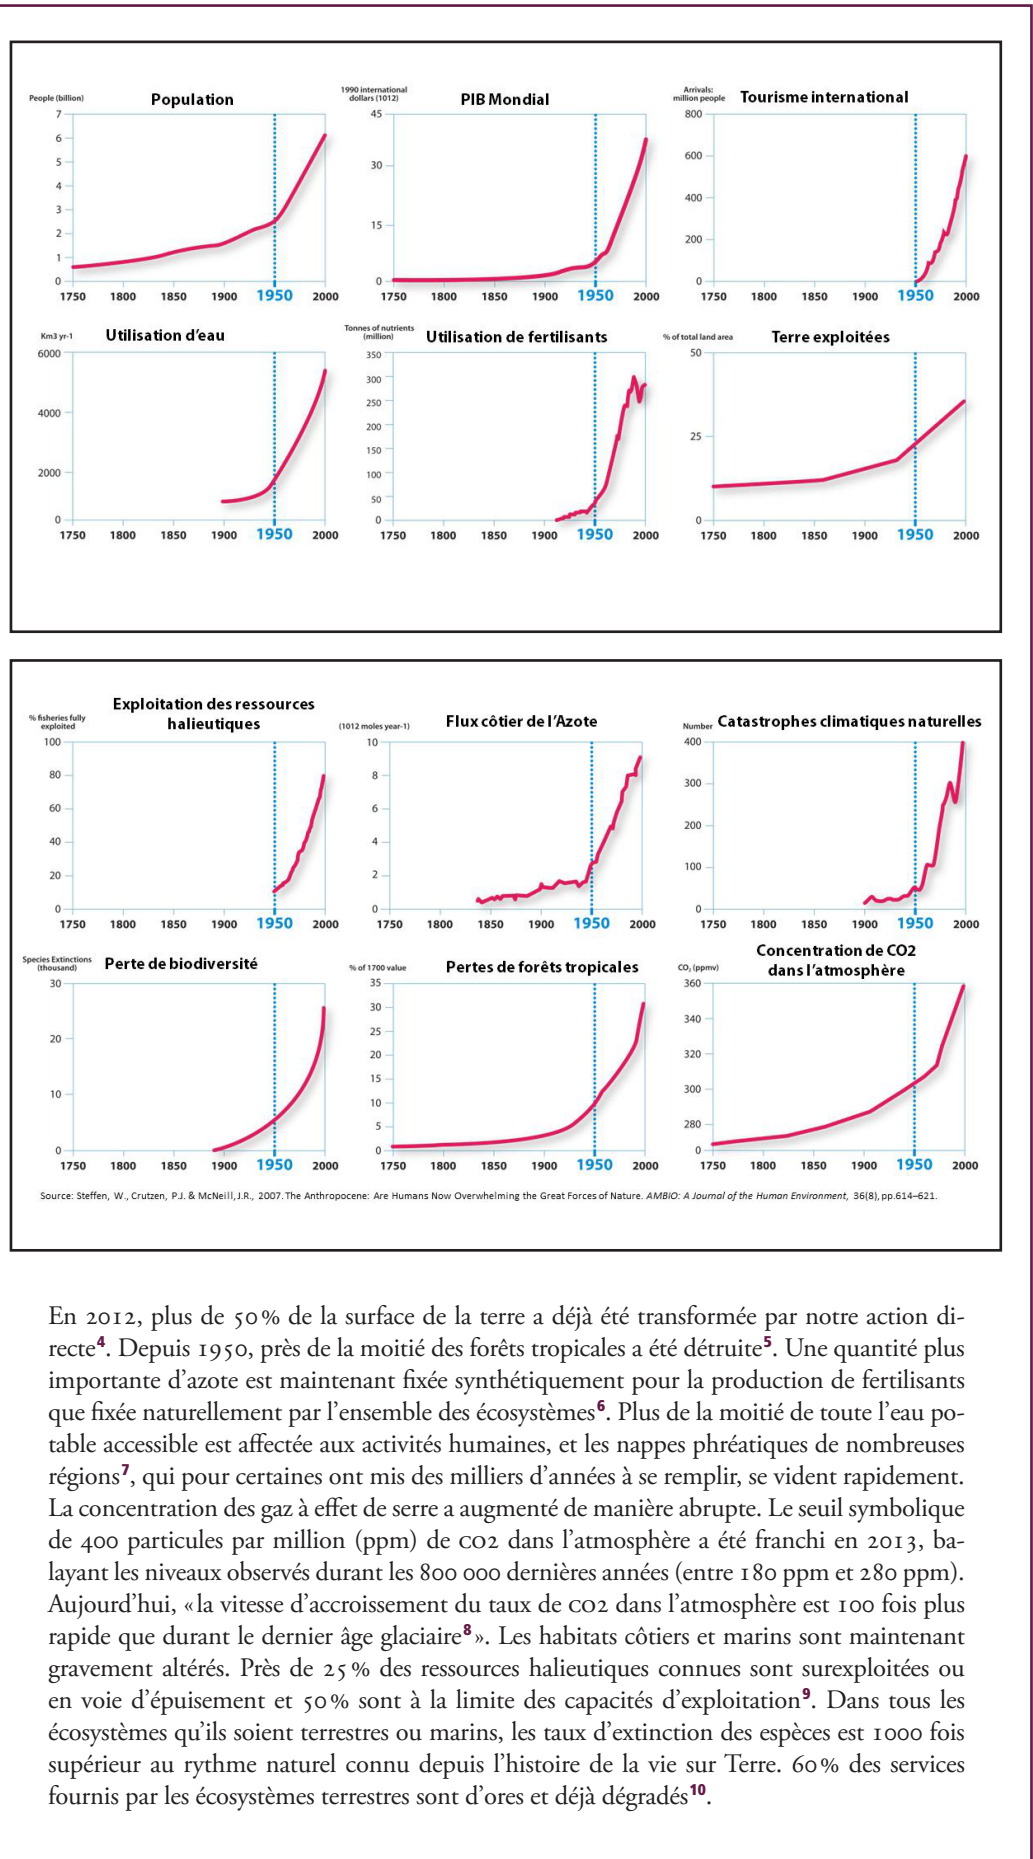 People (billion)
Population
7
6
5
4
3
2
1
0
1750 1800 1850 1900 1950 2000
1990 international
dollars (1012)
PIB Mondial
45
30
15
0
1750 1800 1850 1900 1950 2000
Arrivals:
million people
Tourisme international
800
600
400
200
0
1750 1800 1850 1900 1950 2000
Km3 yr-1
Utilisation d'eau
6000
4000
2000
0
1750 1800 1850 1900 1950 2000
Tonnes of nutrients
(million)
Utilisation de fertilisants
350
300
250
200
150
100
50
0
1750 1800 1850 1900 1950 2000
% of total land area
Terre exploitées
50
25
0
1750 1800 1850 1900 1950 2000
% fisheries fully
exploited
Exploitation des ressources
halieutiques
100
80
60
40
20
0
1750 1800 1850 1900 1950 2000
(1012 moles year-1)
Flux côtier de l'Azote
10
8
6
4
2
0
1750 1800 1850 1900 1950 2000
Number
Catastrophes climatiques naturelles
400
300
200
100
0
1750 1800 1850 1900 1950 2000
Species Extinctions
(thousand)
Perte de biodiversité
30
20
10
0
1750 1800 1850 1900 1950 2000
% of 1700 value
Pertes de forêts tropicales
35
30
25
20
15
10
5
0
1750 1800 1850 1900 1950 2000
CO₂ (ppmv)
Concentration de CO2
dans l'atmosphère
360
340
320
300
280
0
1750 1800 1850 1900 1950 2000
Source: Steffen, W., Crutzen, P.J. & McNeill, J.R., 2007. The Anthropocene: Are Humans Now Overwhelming the Great Forces of Nature. AMBIO: A Journal of the Human Environment, 36(8), pp.614–621.
En 2012, plus de 50 % de la surface de la terre a déjà été transformée par notre action di-
recte⁴. Depuis 1950, près de la moitié des forêts tropicales a été détruite⁵. Une quantité plus
importante d'azote est maintenant fixée synthétiquement pour la production de fertilisants
que fixée naturellement par l'ensemble des écosystèmes⁶. Plus de la moitié de toute l'eau po-
table accessible est affectée aux activités humaines, et les nappes phréatiques de nombreuses
régions⁷, qui pour certaines ont mis des milliers d'années à se remplir, se vident rapidement.
La concentration des gaz à effet de serre a augmenté de manière abrupte. Le seuil symbolique
de 400 particules par million (ppm) de CO2 dans l'atmosphère a été franchi en 2013, ba-
layant les niveaux observés durant les 800 000 dernières années (entre 180 ppm et 280 ppm).
Aujourd'hui, «la vitesse d'accroissement du taux de CO2 dans l'atmosphère est 100 fois plus
rapide que durant le dernier âge glaciaire⁸». Les habitats côtiers et marins sont maintenant
gravement altérés. Près de 25 % des ressources halieutiques connues sont surexploitées ou
en voie d'épuisement et 50 % sont à la limite des capacités d'exploitation⁹. Dans tous les
écosystèmes qu'ils soient terrestres ou marins, les taux d'extinction des espèces est 1000 fois
supérieur au rythme naturel connu depuis l'histoire de la vie sur Terre. 60 % des services
fournis par les écosystèmes terrestres sont d'ores et déjà dégradés¹⁰.